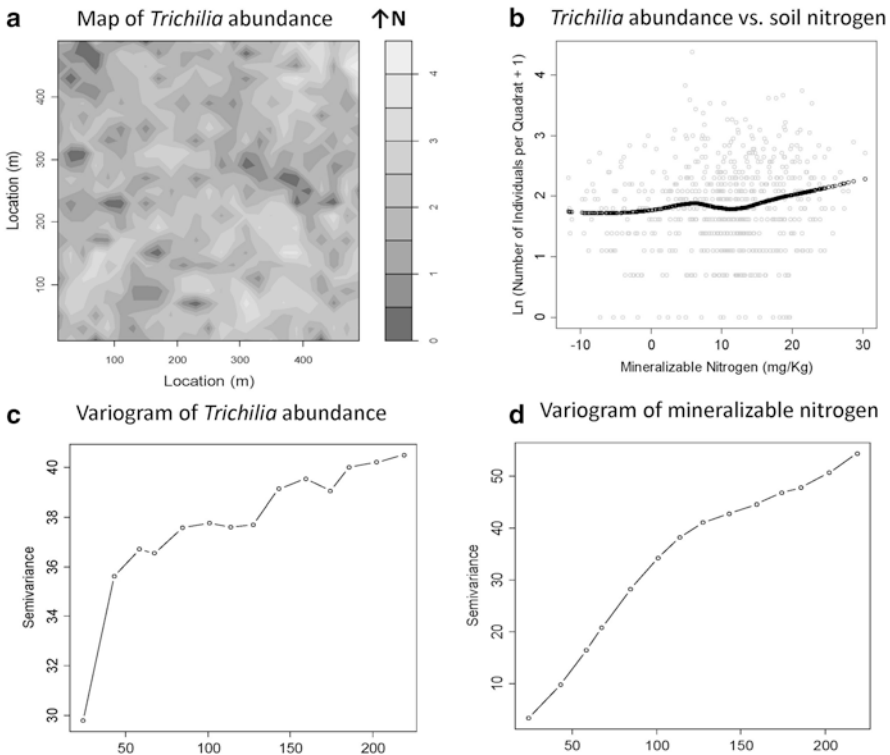 a Map of Trichilia abundance ↑N
Location (m)
400
300
200
100
100 200 300 400
Location (m)
4
3
2
1
0
b Trichilia abundance vs. soil nitrogen
Ln (Number of Individuals per Quadrat + 1)
4
3
2
1
0
-10 0 10 20 30
Mineralizable Nitrogen (mg/Kg)
c Variogram of Trichilia abundance
Semivariance
40
38
36
34
32
30
50 100 150 200
d Variogram of mineralizable nitrogen
Semivariance
50
40
30
20
10
50 100 150 200